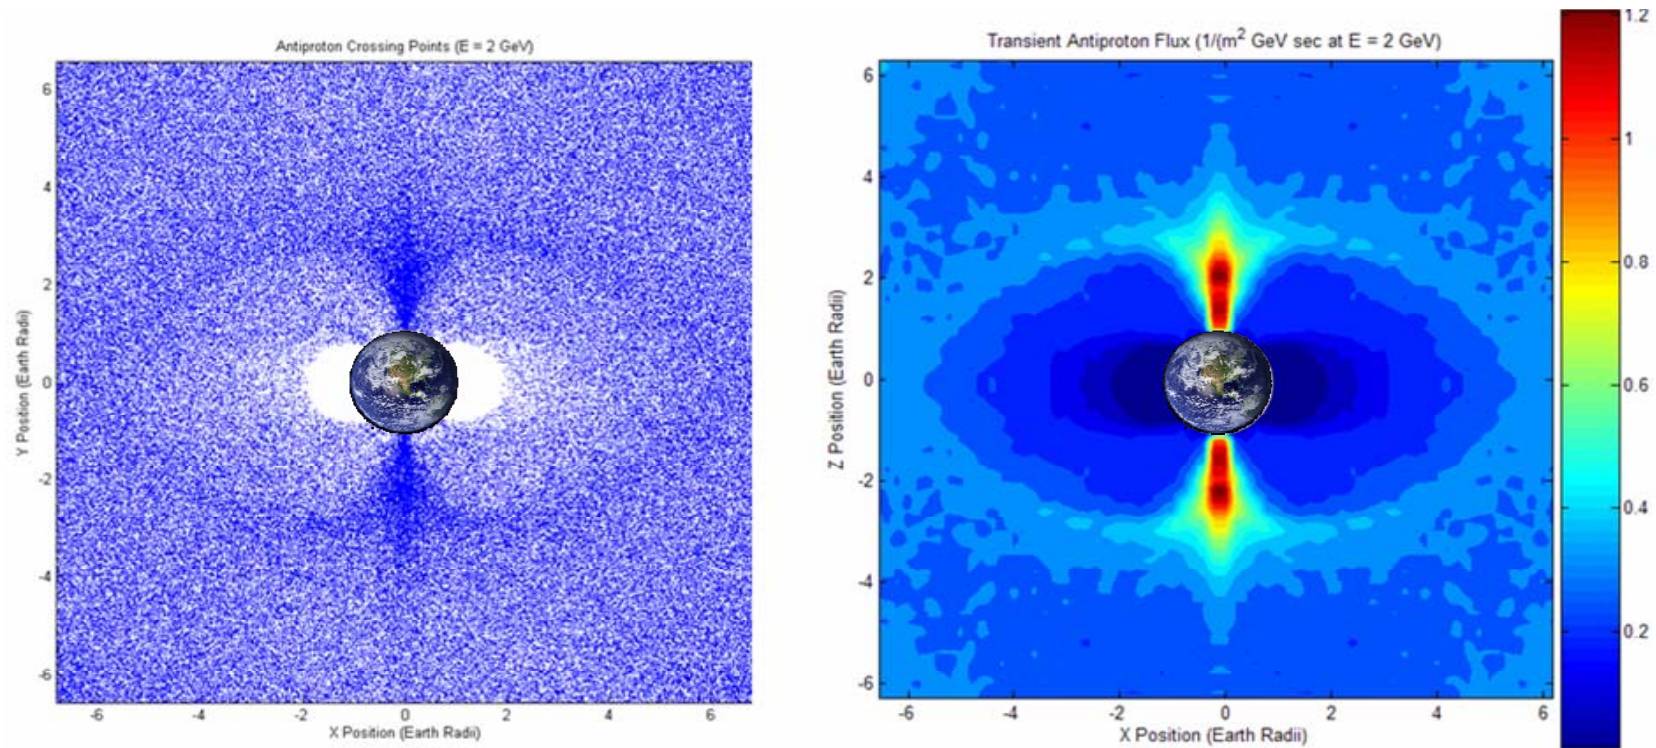 Antiproton Crossing Points (E = 2 GeV)
6
4
2
0
-2
-4
-6
Y Position (Earth Radii)
-6 -4 -2 0 2 4 6
X Position (Earth Radii)
Transient Antiproton Flux (1/(m² GeV sec at E = 2 GeV)
6
4
2
0
-2
-4
-6
Z Position (Earth Radii)
-6 -4 -2 0 2 4 6
X Position (Earth Radii)
1.2
1
0.8
0.6
0.4
0.2